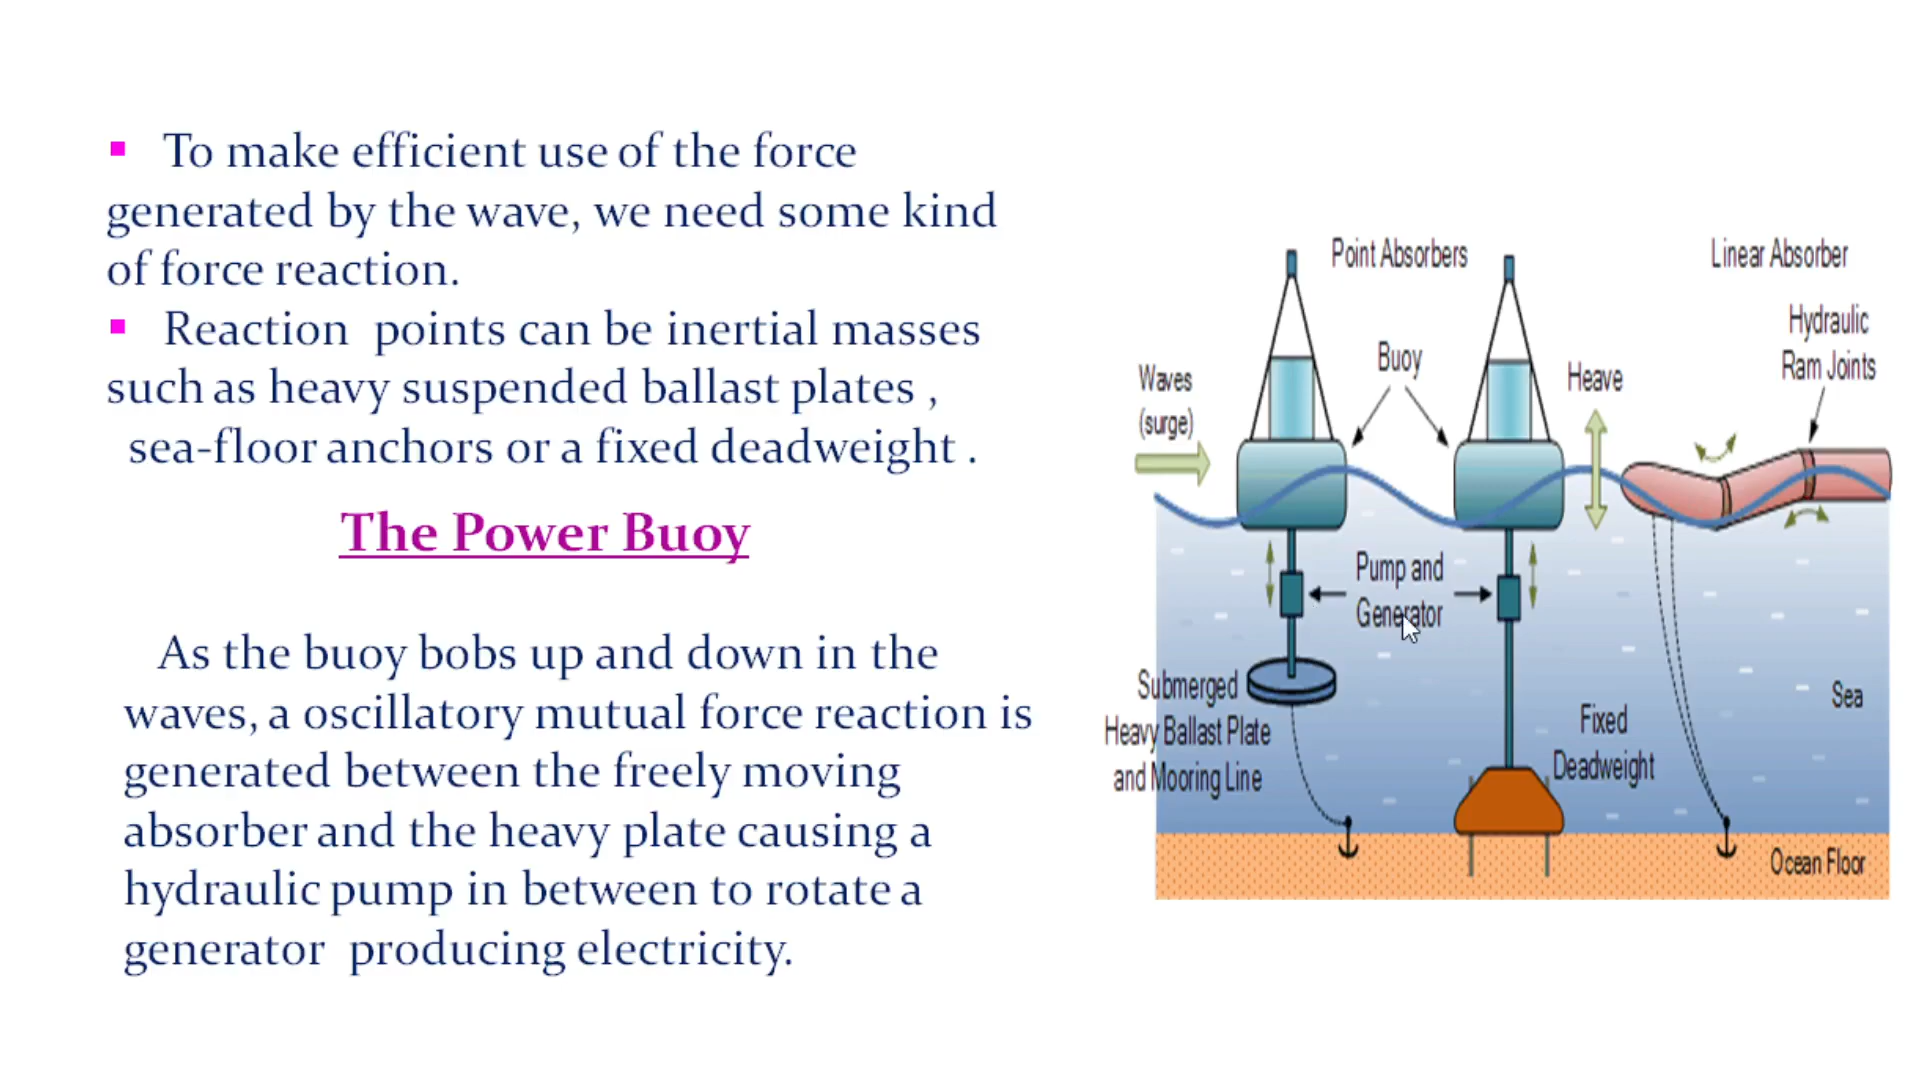 ▪ To make efficient use of the force
generated by the wave, we need some kind
of force reaction.
▪ Reaction points can be inertial masses
such as heavy suspended ballast plates ,
sea-floor anchors or a fixed deadweight .
The Power Buoy
As the buoy bobs up and down in the
waves, a oscillatory mutual force reaction is
generated between the freely moving
absorber and the heavy plate causing a
hydraulic pump in between to rotate a
generator producing electricity.
Point Absorbers
Linear Absorber
Hydraulic
Ram Joints
Buoy
Heave
Waves
(surge)
Pump and
Generator
Submerged
Heavy Ballast Plate
and Mooring Line
Fixed
Deadweight
Sea
Ocean Floor